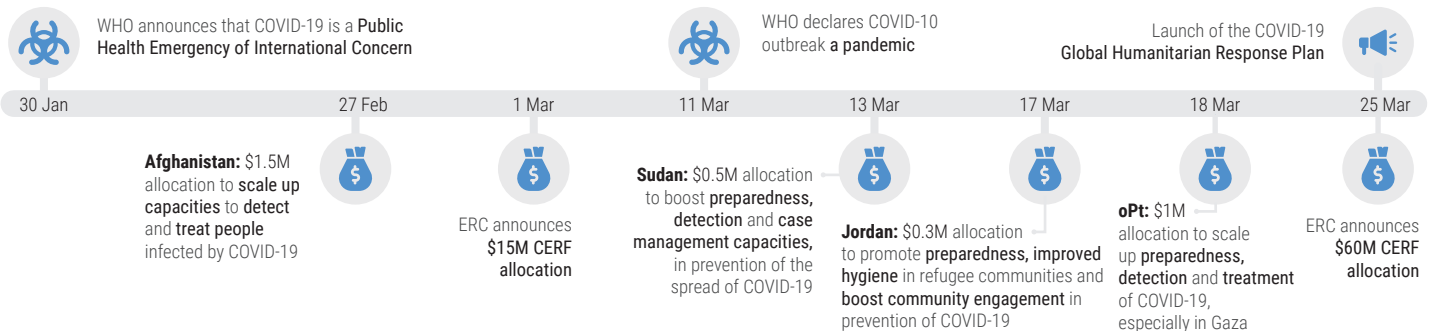 WHO announces that COVID-19 is a Public
Health Emergency of International Concern
WHO declares COVID-10
outbreak a pandemic
Launch of the COVID-19
Global Humanitarian Response Plan
30 Jan
27 Feb
1 Mar
11 Mar
13 Mar
17 Mar
18 Mar
25 Mar
Afghanistan: $1.5M
allocation to scale up
capacities to detect
and treat people
infected by COVID-19
$
ERC announces
$15M CERF
allocation
$
Sudan: $0.5M allocation
to boost preparedness,
detection and case
management capacities,
in prevention of the
spread of COVID-19
$
Jordan: $0.3M allocation
to promote preparedness, improved
hygiene in refugee communities and
boost community engagement in
prevention of COVID-19
$
oPt: $1M
allocation to scale
up preparedness,
detection and treatment
of COVID-19,
especially in Gaza
$
ERC announces
$60M CERF
allocation
$